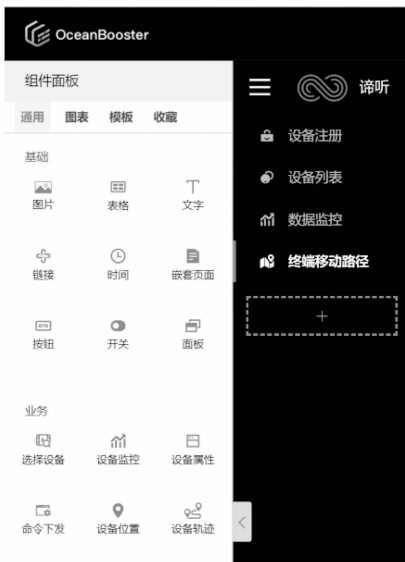 OceanBooster
组件面板
通用 图表 模板 收藏
基础
图片 表格 文字
链接 时间 嵌套页面
按钮 开关 面板
业务
选择设备 设备监控 设备属性
命令下发 设备位置 设备轨迹
谛听
设备注册
设备列表
数据监控
终端移动路径
+